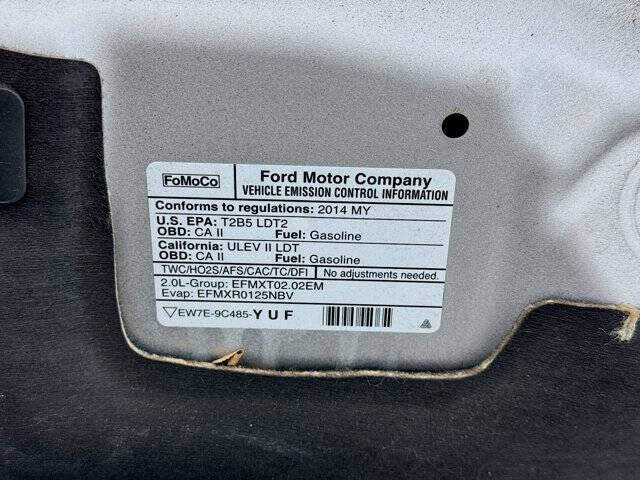 FoMoCo
Ford Motor Company
VEHICLE EMISSION CONTROL INFORMATION
Conforms to regulations: 2014 MY
U.S. EPA: T2B5 LDT2
OBD: CA II Fuel: Gasoline
California: ULEV II LDT
OBD: CA II Fuel: Gasoline
TWC/HO2S/AFS/CAC/TC/DFI No adjustments needed.
2.0L-Group: EFMXT02.02EM
Evap: EFMXR0125NBV
EW7E-9C485-YUF